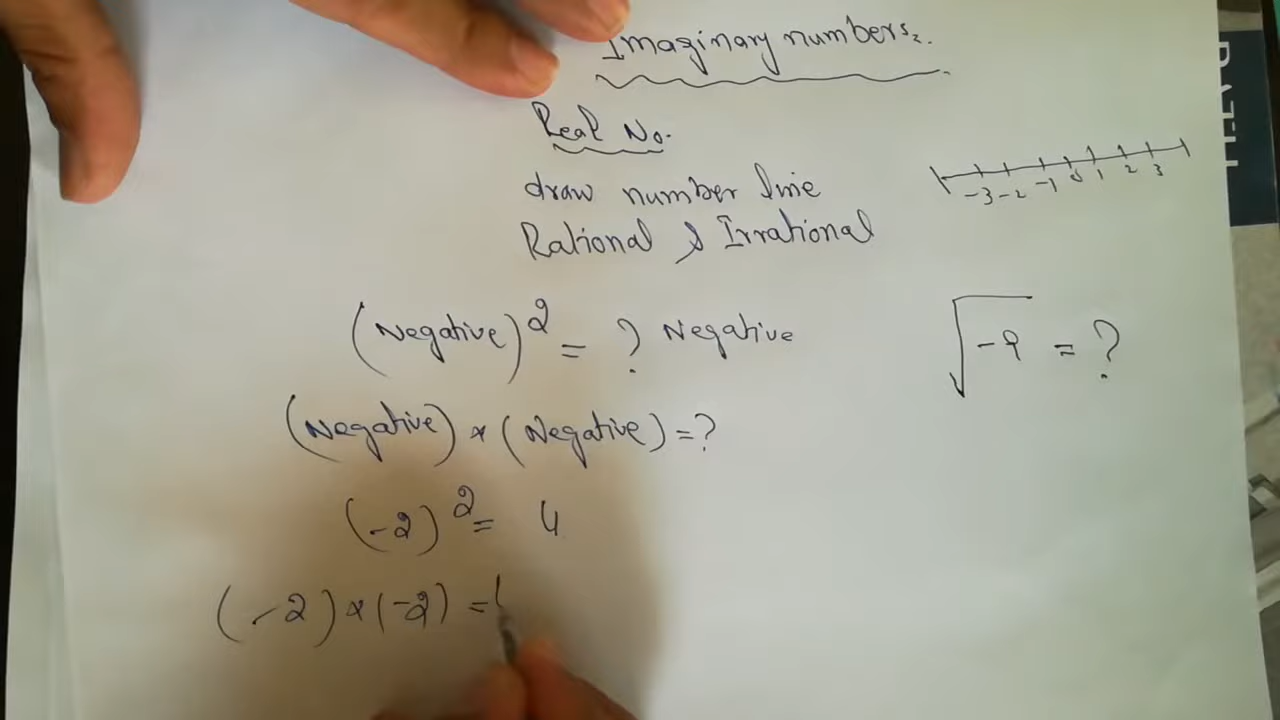 Imaginary numbers.
Real No.
draw number line
-3 -2 -1 0 1 2 3
Rational & Irrational
(Negative)² = ? Negative
√-9 = ?
(Negative) * (Negative) = ?
(-2)² = 4
(-2) * (-2) =